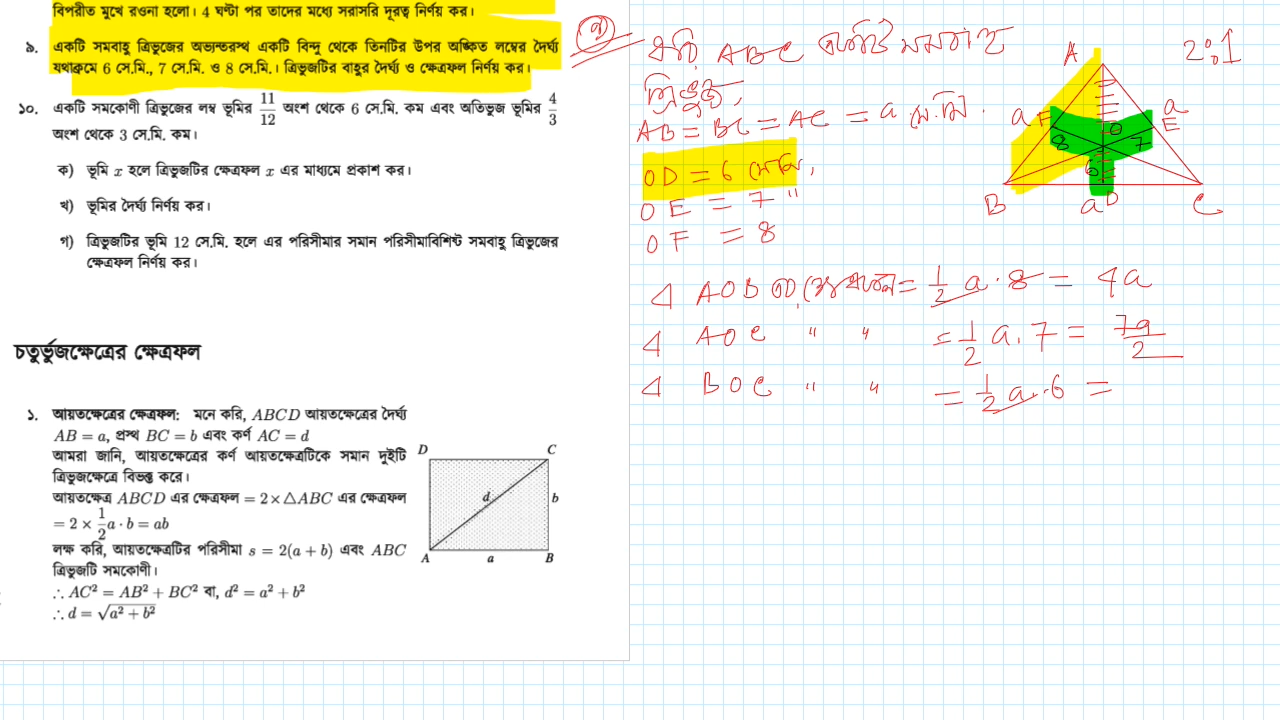 বিপরীত মুখে রওনা হলো। 4 ঘণ্টা পর তাদের মধ্যে সরাসরি দূরত্ব নির্ণয় কর।
৯. একটি সমবাহু ত্রিভুজের অভ্যন্তরস্থ একটি বিন্দু থেকে তিনটির উপর অঙ্কিত লম্বের দৈর্ঘ্য
যথাক্রমে 6 সে.মি., 7 সে.মি. ও 8 সে.মি.। ত্রিভুজটির বাহুর দৈর্ঘ্য ও ক্ষেত্রফল নির্ণয় কর।
১০. একটি সমকোণী ত্রিভুজের লম্ব ভূমির 11/12 অংশ থেকে 6 সে.মি. কম এবং অতিভুজ ভূমির 4/3
অংশ থেকে 3 সে.মি. কম।
ক) ভূমি x হলে ত্রিভুজটির ক্ষেত্রফল x এর মাধ্যমে প্রকাশ কর।
খ) ভূমির দৈর্ঘ্য নির্ণয় কর।
গ) ত্রিভুজটির ভূমি 12 সে.মি. হলে এর পরিসীমার সমান পরিসীমাবিশিষ্ট সমবাহু ত্রিভুজের
ক্ষেত্রফল নির্ণয় কর।
চতুর্ভুজক্ষেত্রের ক্ষেত্রফল
১. আয়তক্ষেত্রের ক্ষেত্রফল: মনে করি, ABCD আয়তক্ষেত্রের দৈর্ঘ্য
AB = a, প্রস্থ BC = b এবং কর্ণ AC = d
আমরা জানি, আয়তক্ষেত্রের কর্ণ আয়তক্ষেত্রটিকে সমান দুইটি
ত্রিভুজক্ষেত্রে বিভক্ত করে।
আয়তক্ষেত্র ABCD এর ক্ষেত্রফল = 2 × △ABC এর ক্ষেত্রফল
= 2 × 1/2 a · b = ab
লক্ষ করি, আয়তক্ষেত্রটির পরিসীমা s = 2(a + b) এবং ABC
ত্রিভুজটি সমকোণী।
∴ AC² = AB² + BC² বা, d² = a² + b²
∴ d = √(a² + b²)
D C
d b
A a B
৯
ধরি, ABC একটি সমবাহু
ত্রিভুজ,
AB = BC = AC = a সে.মি.
OD = 6 সেমি,
OE = 7 "
OF = 8
△ AOB এর ক্ষেত্রফল = 1/2 a · 8 = 4a
△ AOC " " = 1/2 a. 7 = 7a/2
△ BOC " " = 1/2 a · 6 =
A 2:1
a F a E
8 O 7
6
B a D C